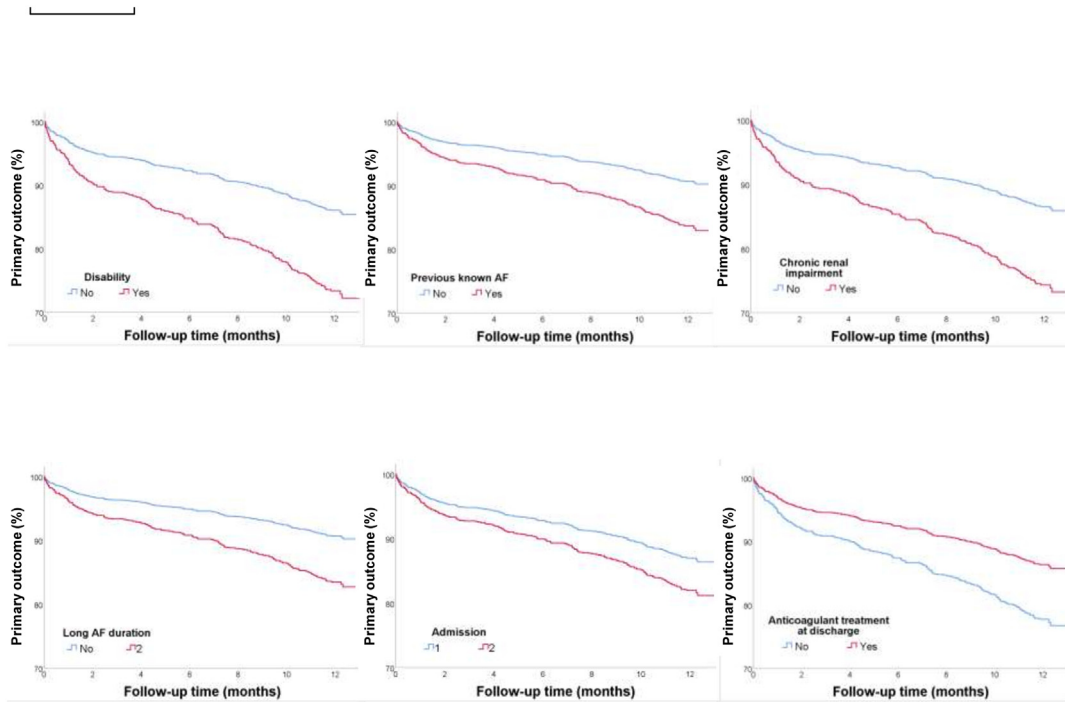 Primary outcome (%)
100
90
80
70
Disability
No Yes
0 2 4 6 8 10 12
Follow-up time (months)
Primary outcome (%)
100
90
80
70
Previous known AF
No Yes
0 2 4 6 8 10 12
Follow-up time (months)
Primary outcome (%)
100
90
80
70
Chronic renal
impairment
No Yes
0 2 4 6 8 10 12
Follow-up time (months)
Primary outcome (%)
100
90
80
70
Long AF duration
No 2
0 2 4 6 8 10 12
Follow-up time (months)
Primary outcome (%)
100
90
80
70
Admission
1 2
0 2 4 6 8 10 12
Follow-up time (months)
Primary outcome (%)
100
90
80
70
Anticoagulant treatment
at discharge
No Yes
0 2 4 6 8 10 12
Follow-up time (months)